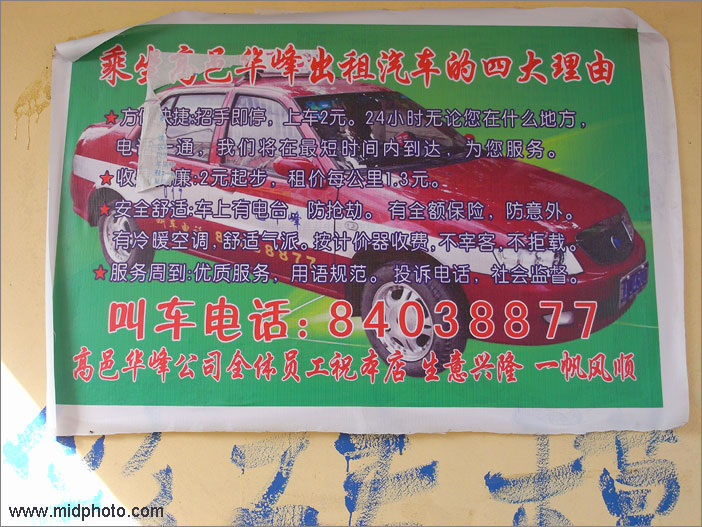 乘坐高邑华峰出租汽车的四大理由
★方便快捷:招手即停,上车2元。24小时无论您在什么地方,
电话一通,我们将在最短时间内到达,为您服务。
★收 廉:2元起步,租价每公里1.3元。
★安全舒适:车上有电台,防抢劫。有全额保险,防意外。
有冷暖空调,舒适气派。按计价器收费,不宰客,不拒载。
★服务周到:优质服务,用语规范。投诉电话,社会监督。
叫车电话:84038877
高邑华峰公司全体员工祝本店 生意兴隆 一帆风顺
www.midphoto.com